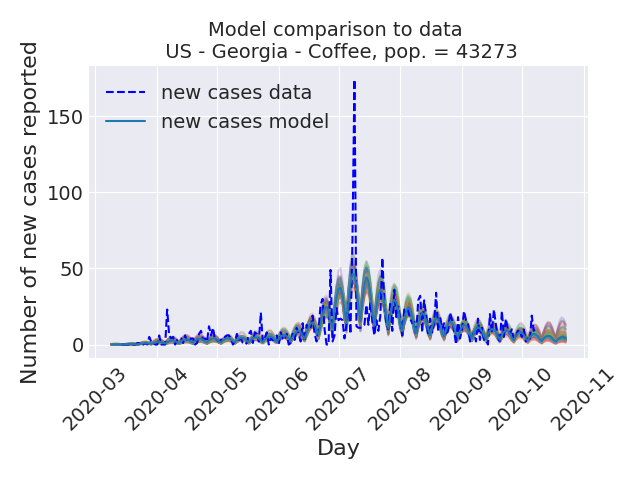 Model comparison to data
US - Georgia - Coffee, pop. = 43273
Number of new cases reported
new cases data
new cases model
150
100
50
0
2020-03
2020-04
2020-05
2020-06
2020-07
2020-08
2020-09
2020-10
2020-11
Day